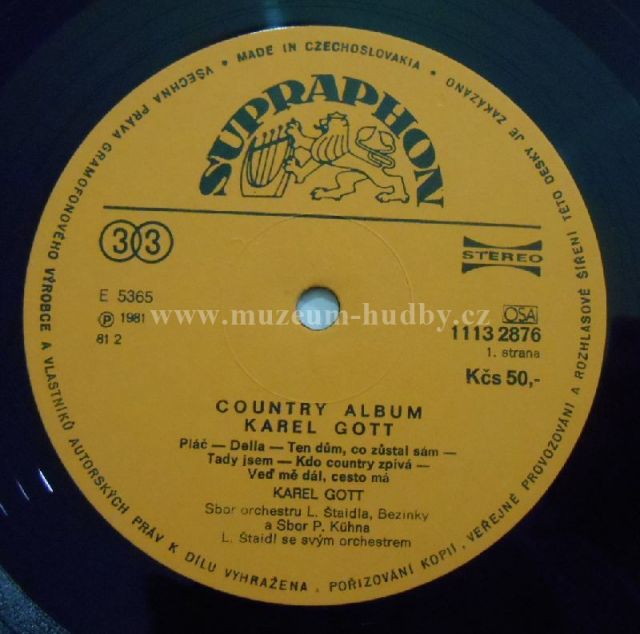 VŠECHNA PRÁVA GRAMOFONOVÉHO VÝROBCE A VLASTNÍKŮ AUTORSKÝCH PRÁV K DÍLU VYHRAŽENA. POŘIZOVÁNÍ KOPIÍ, VEŘEJNÉ PROVOZOVÁNÍ A ROZHLASOVÉ ŠÍŘENÍ TÉTO DESKY JE ZAKÁZÁNO • MADE IN CZECHOSLOVAKIA •
SUPRAPHON
33
STEREO
E 5365
℗ 1981
81 2
www.muzeum-hudby.cz
OSA
1113 2876
1. strana
Kčs 50,-
COUNTRY ALBUM
KAREL GOTT
Pláč — Della — Ten dům, co zůstal sám —
Tady jsem — Kdo country zpívá —
Veď mě dál, cesto má
KAREL GOTT
Sbor orchestru L. Štaidla, Bezinky
a Sbor P. Kühna
L. Štaidl se svým orchestrem